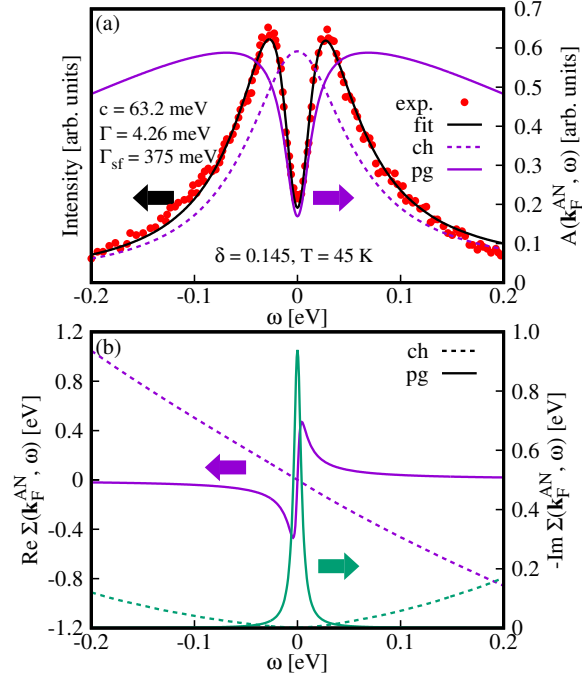 (a)
Intensity [arb. units]
c = 63.2 meV
Γ = 4.26 meV
Γsf = 375 meV
δ = 0.145, T = 45 K
exp.
fit
ch
pg
0.7
0.6
0.5
0.4
0.3
0.2
0.1
0
A(k_F^AN, ω) [arb. units]
-0.2 -0.1 0 0.1 0.2
ω [eV]
(b)
Re Σ(k_F^AN, ω) [eV]
1.2
0.8
0.4
0
-0.4
-0.8
-1.2
ch
pg
1.0
0.8
0.6
0.4
0.2
0
-Im Σ(k_F^AN, ω) [eV]
-0.2 -0.1 0 0.1 0.2
ω [eV]